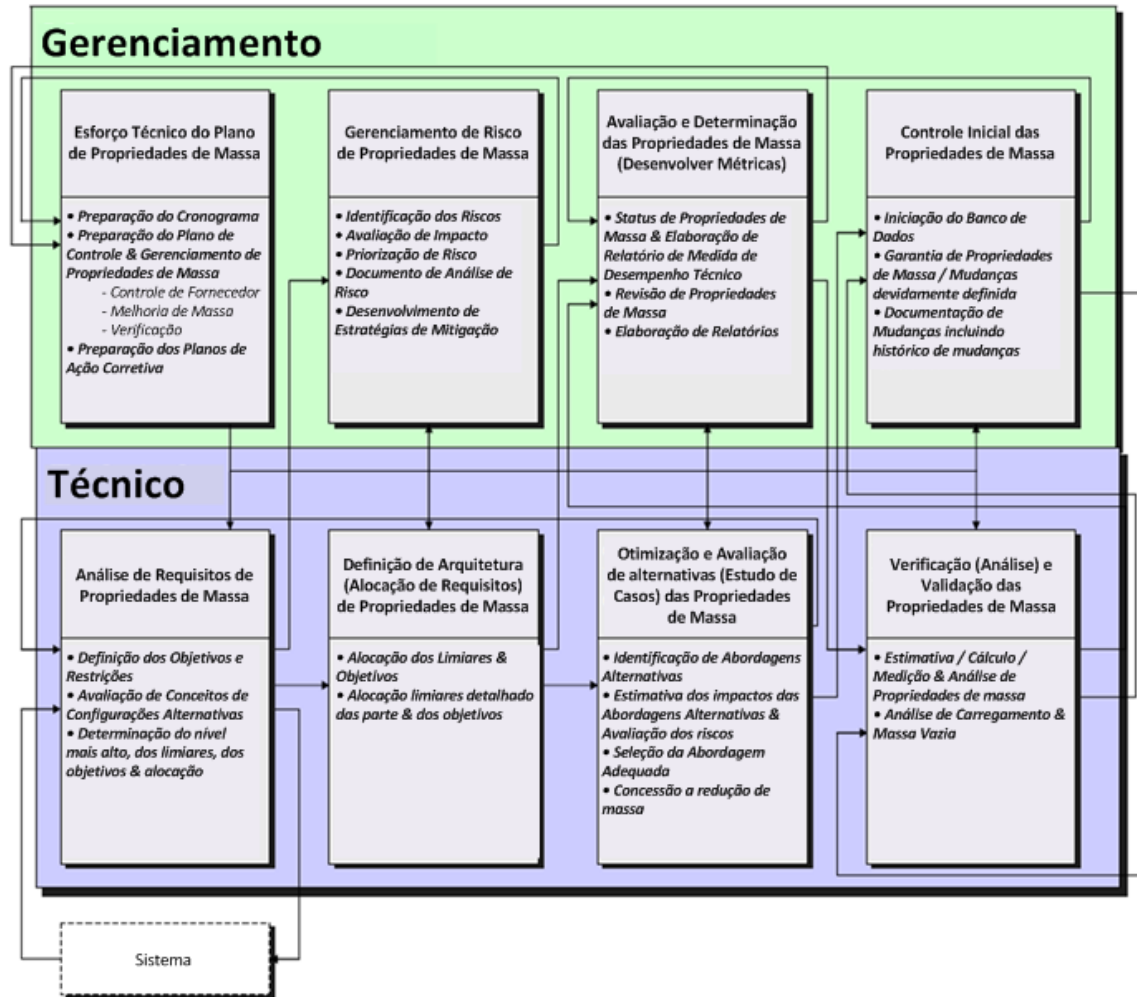 Gerenciamento
Esforço Técnico do Plano
de Propriedades de Massa
• Preparação do Cronograma
• Preparação do Plano de
Controle & Gerenciamento de
Propriedades de Massa
- Controle de Fornecedor
- Melhoria de Massa
- Verificação
• Preparação dos Planos de
Ação Corretiva
Gerenciamento de Risco
de Propriedades de Massa
• Identificação dos Riscos
• Avaliação de Impacto
• Priorização de Risco
• Documento de Análise de
Risco
• Desenvolvimento de
Estratégias de Mitigação
Avaliação e Determinação
das Propriedades de Massa
(Desenvolver Métricas)
• Status de Propriedades de
Massa & Elaboração de
Relatório de Medida de
Desempenho Técnico
• Revisão de Propriedades
de Massa
• Elaboração de Relatórios
Controle Inicial das
Propriedades de Massa
• Iniciação do Banco de
Dados
• Garantia de Propriedades
de Massa / Mudanças
devidamente definida
• Documentação de
Mudanças incluindo
histórico de mudanças
Técnico
Análise de Requisitos de
Propriedades de Massa
• Definição dos Objetivos e
Restrições
• Avaliação de Conceitos de
Configurações Alternativas
• Determinação do nível
mais alto, dos limiares, dos
objetivos & alocação
Definição de Arquitetura
(Alocação de Requisitos)
de Propriedades de Massa
• Alocação dos Limiares &
Objetivos
• Alocação limiares detalhado
das parte & dos objetivos
Otimização e Avaliação
de alternativas (Estudo de
Casos) das Propriedades
de Massa
• Identificação de Abordagens
Alternativas
• Estimativa dos impactos das
Abordagens Alternativas &
Avaliação dos riscos
• Seleção da Abordagem
Adequada
• Concessão a redução de
massa
Verificação (Análise) e
Validação das
Propriedades de Massa
• Estimativa / Cálculo /
Medição & Análise de
Propriedades de massa
• Análise de Carregamento &
Massa Vazia
Sistema